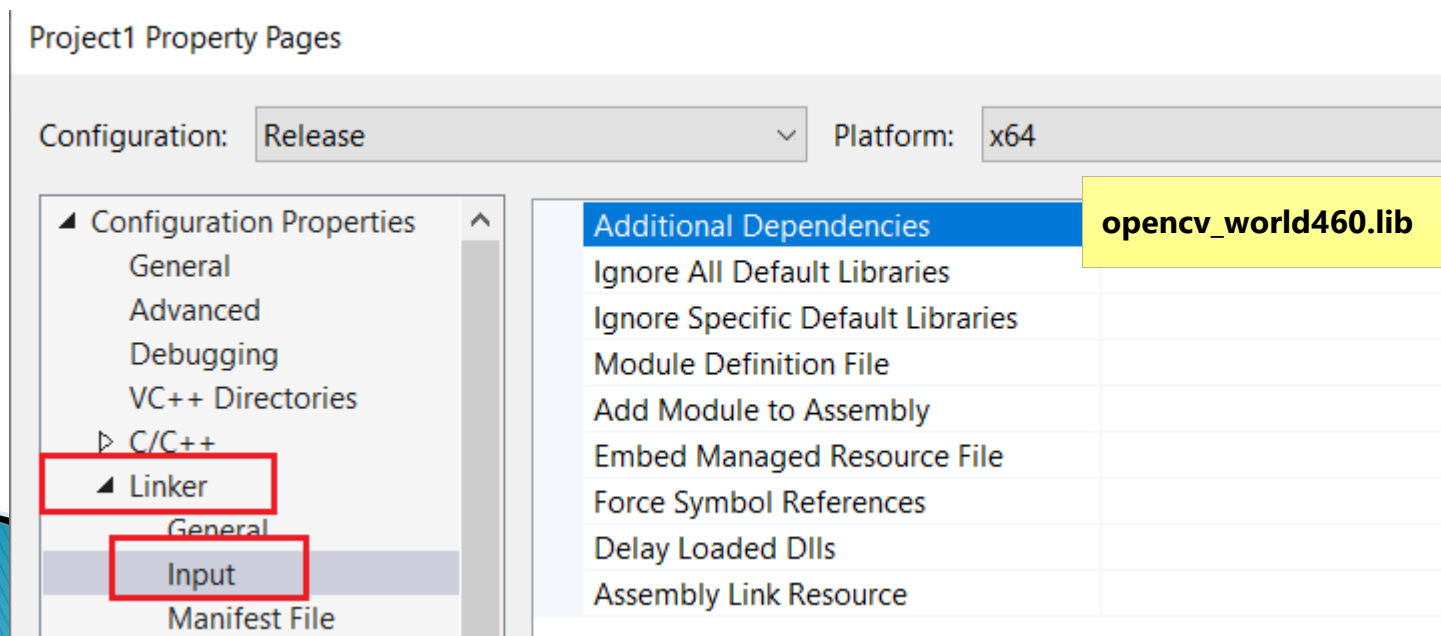 Project1 Property Pages
Configuration: Release Platform: x64
Configuration Properties
General
Advanced
Debugging
VC++ Directories
C/C++
Linker
General
Input
Manifest File
Additional Dependencies opencv_world460.lib
Ignore All Default Libraries
Ignore Specific Default Libraries
Module Definition File
Add Module to Assembly
Embed Managed Resource File
Force Symbol References
Delay Loaded Dlls
Assembly Link Resource